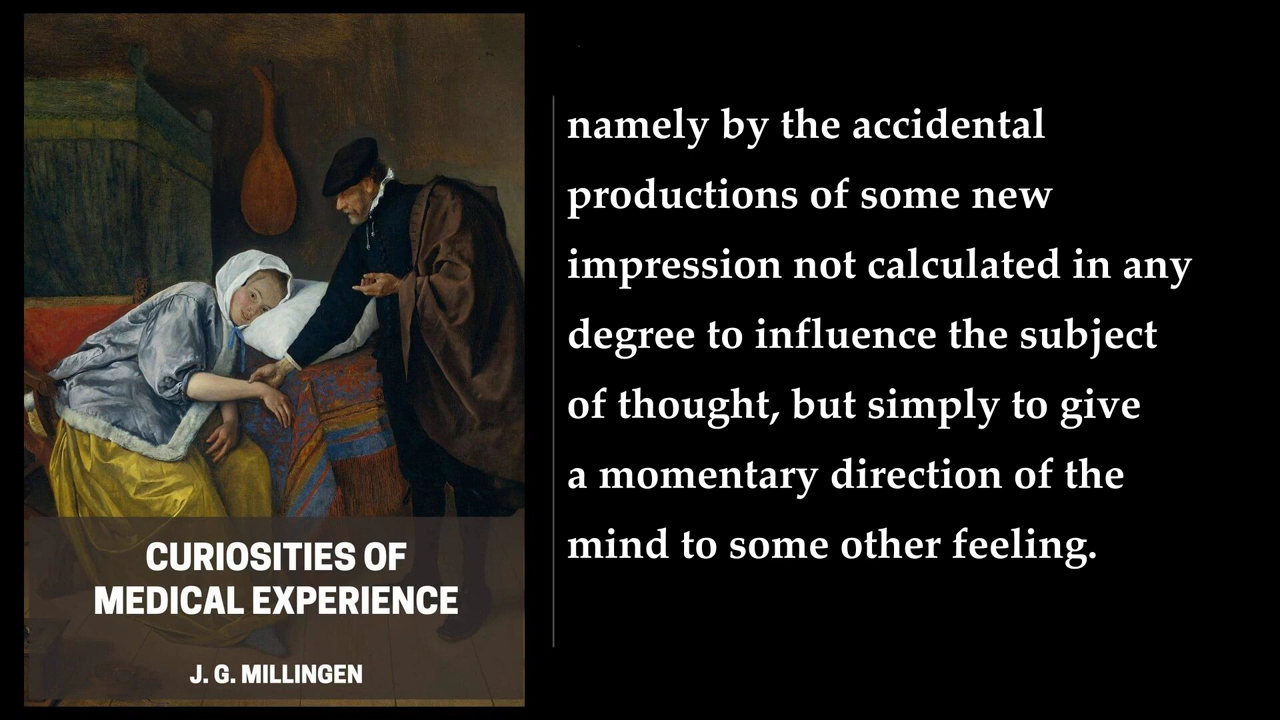 CURIOSITIES OF
MEDICAL EXPERIENCE
J. G. MILLINGEN
namely by the accidental
productions of some new
impression not calculated in any
degree to influence the subject
of thought, but simply to give
a momentary direction of the
mind to some other feeling.